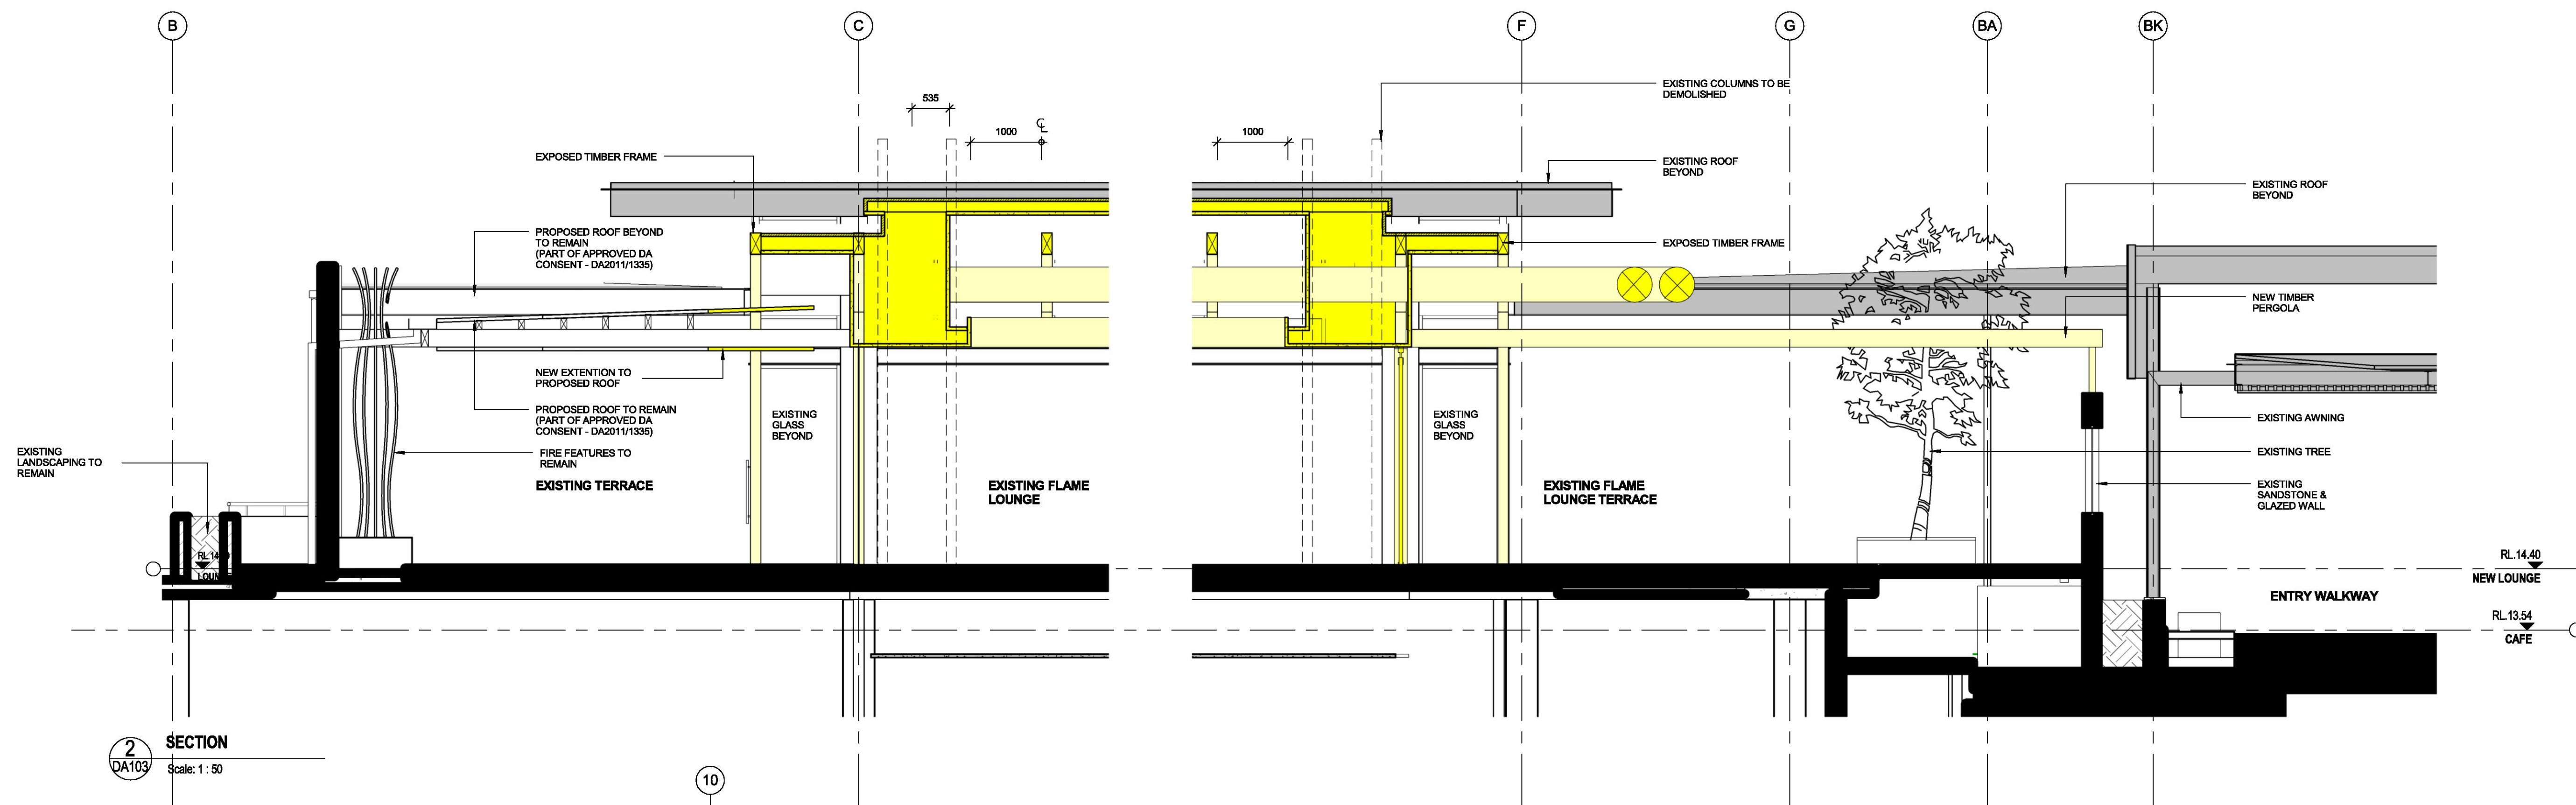 B
C
F
G
BA
BK
535
1000
CL
1000
EXISTING COLUMNS TO BE
DEMOLISHED
EXPOSED TIMBER FRAME
EXISTING ROOF
BEYOND
EXISTING ROOF
BEYOND
PROPOSED ROOF BEYOND
TO REMAIN
(PART OF APPROVED DA
CONSENT - DA2011/1335)
EXPOSED TIMBER FRAME
NEW TIMBER
PERGOLA
NEW EXTENTION TO
PROPOSED ROOF
PROPOSED ROOF TO REMAIN
(PART OF APPROVED DA
CONSENT - DA2011/1335)
EXISTING
GLASS
BEYOND
EXISTING
GLASS
BEYOND
EXISTING AWNING
EXISTING
LANDSCAPING TO
REMAIN
FIRE FEATURES TO
REMAIN
EXISTING TREE
EXISTING TERRACE
EXISTING FLAME
LOUNGE
EXISTING FLAME
LOUNGE TERRACE
EXISTING
SANDSTONE &
GLAZED WALL
RL.14.40
NEW LOUNGE
ENTRY WALKWAY
RL.13.54
CAFE
2
DA103
SECTION
Scale: 1 : 50
10